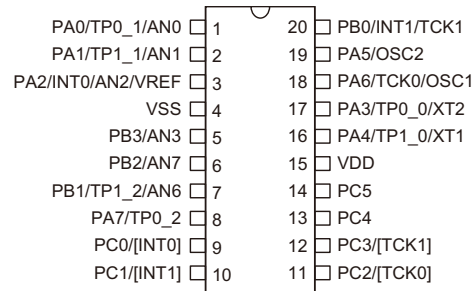 PA0/TP0_1/AN0 1 20 PB0/INT1/TCK1
PA1/TP1_1/AN1 2 19 PA5/OSC2
PA2/INT0/AN2/VREF 3 18 PA6/TCK0/OSC1
VSS 4 17 PA3/TP0_0/XT2
PB3/AN3 5 16 PA4/TP1_0/XT1
PB2/AN7 6 15 VDD
PB1/TP1_2/AN6 7 14 PC5
PA7/TP0_2 8 13 PC4
PC0/[INT0] 9 12 PC3/[TCK1]
PC1/[INT1] 10 11 PC2/[TCK0]